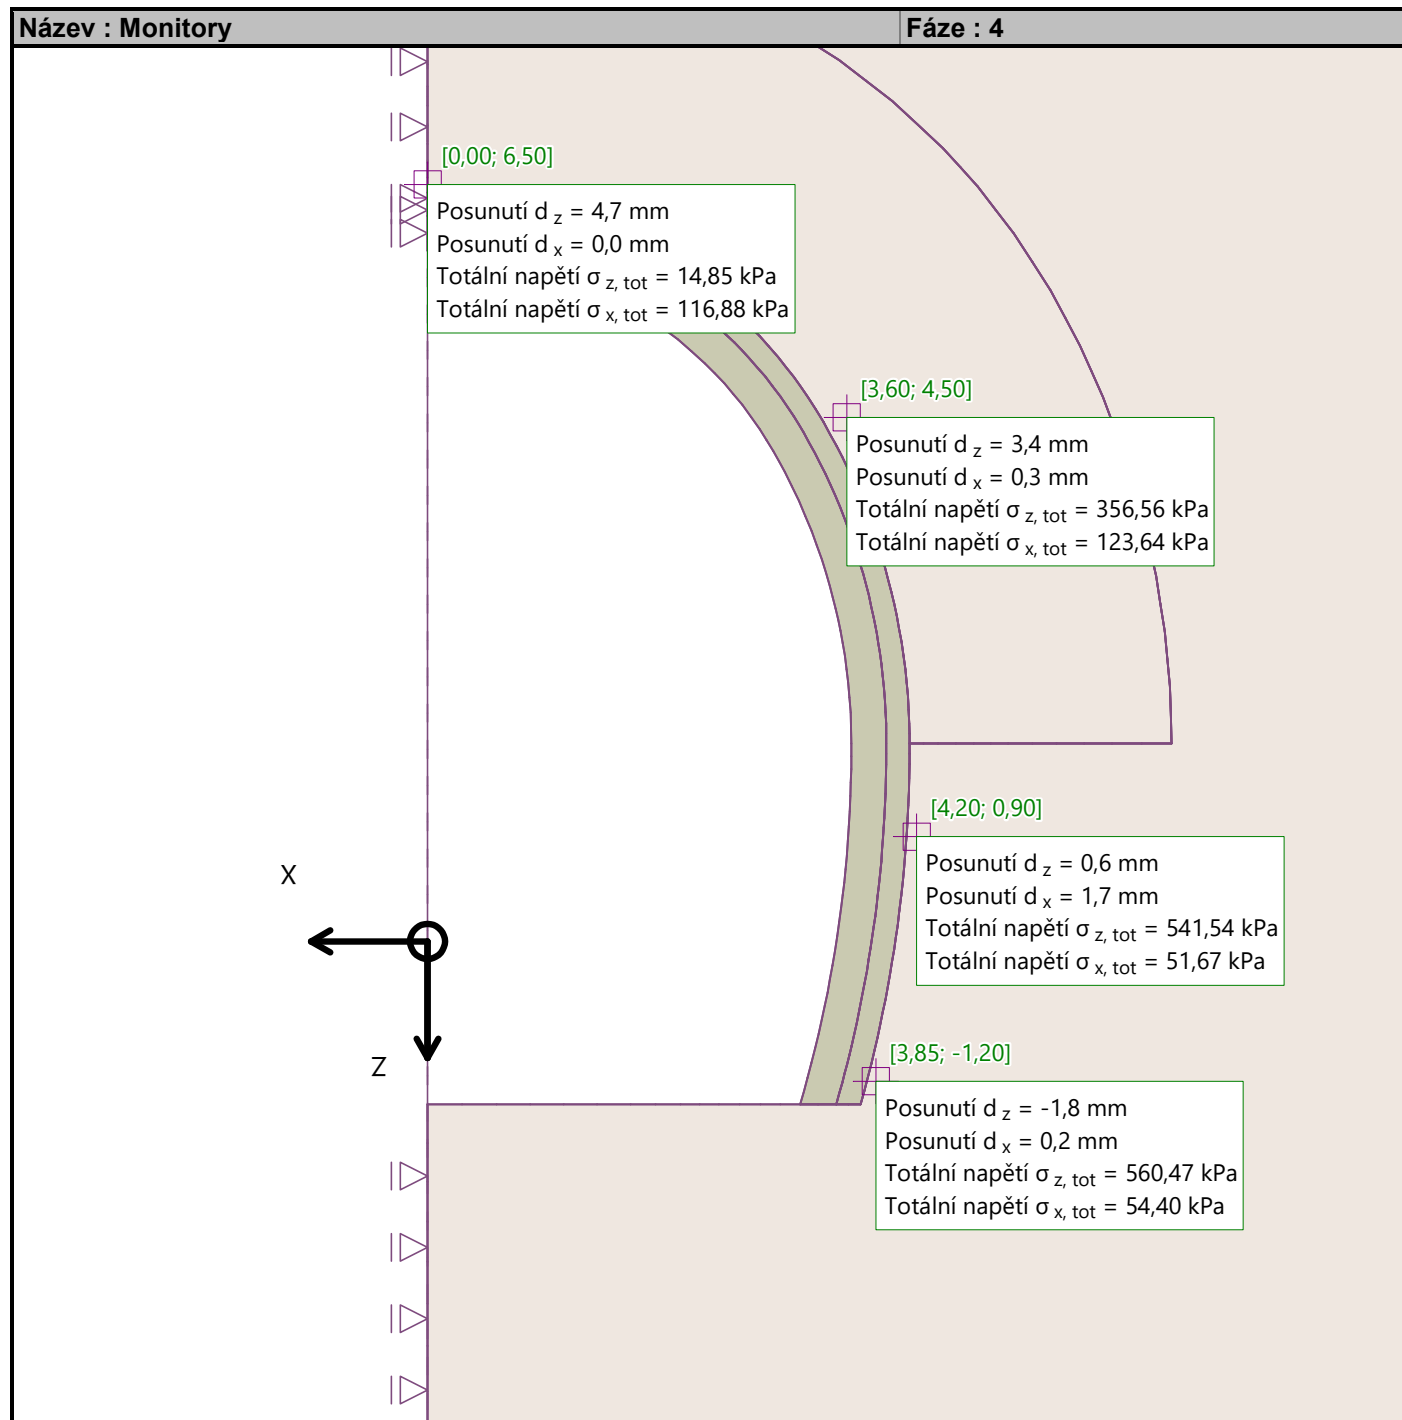 Název : Monitory
Fáze : 4
[0,00; 6,50]
Posunutí d z = 4,7 mm
Posunutí d x = 0,0 mm
Totální napětí σ z, tot = 14,85 kPa
Totální napětí σ x, tot = 116,88 kPa
[3,60; 4,50]
Posunutí d z = 3,4 mm
Posunutí d x = 0,3 mm
Totální napětí σ z, tot = 356,56 kPa
Totální napětí σ x, tot = 123,64 kPa
[4,20; 0,90]
Posunutí d z = 0,6 mm
Posunutí d x = 1,7 mm
Totální napětí σ z, tot = 541,54 kPa
Totální napětí σ x, tot = 51,67 kPa
X
Z
[3,85; -1,20]
Posunutí d z = -1,8 mm
Posunutí d x = 0,2 mm
Totální napětí σ z, tot = 560,47 kPa
Totální napětí σ x, tot = 54,40 kPa